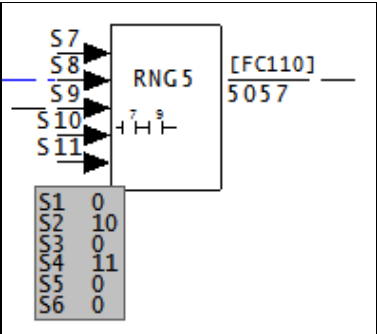 S7
S8
S9
S10
S11
RNG5
7 9
[FC110]
5057
S1 0
S2 10
S3 0
S4 11
S5 0
S6 0